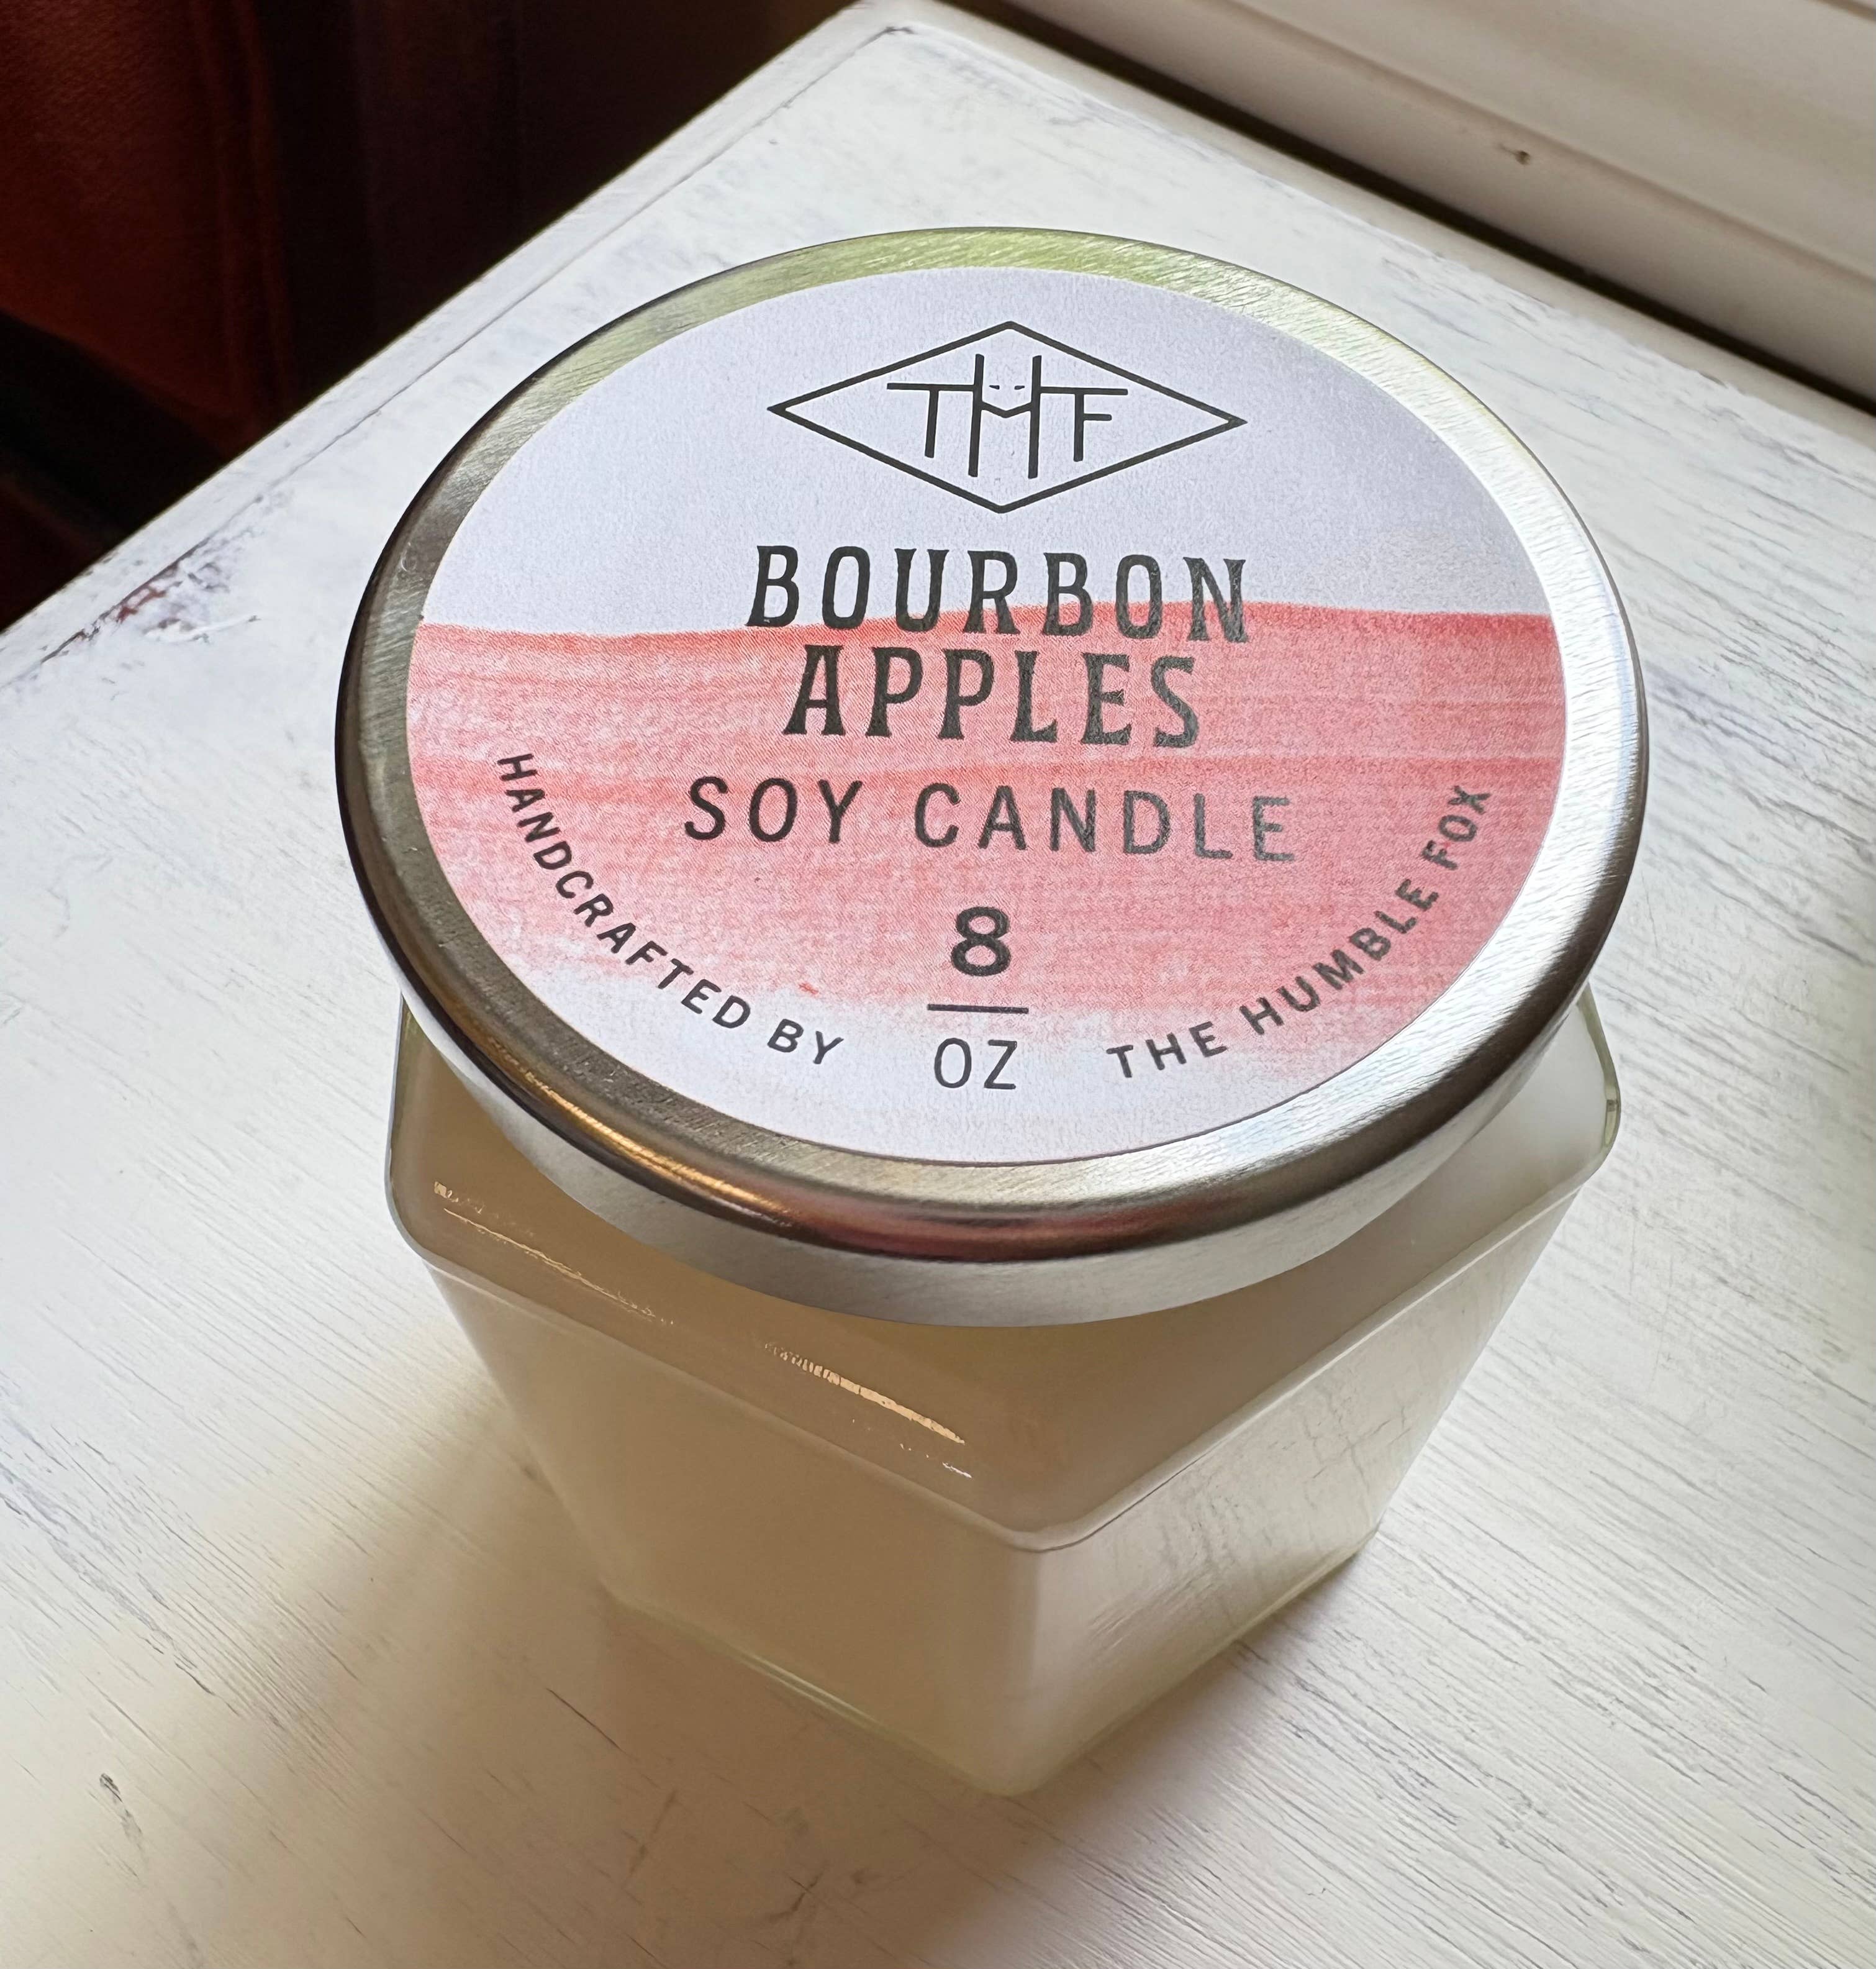 THF
BOURBON
APPLES
SOY CANDLE
8
OZ
HANDCRAFTED BY
THE HUMBLE FOX